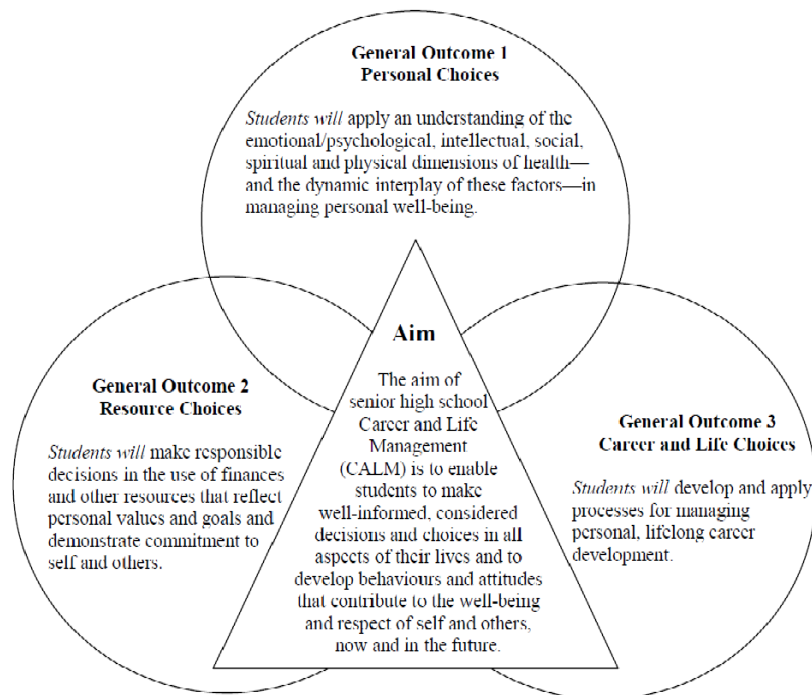 General Outcome 1
Personal Choices
Students will apply an understanding of the
emotional/psychological, intellectual, social,
spiritual and physical dimensions of health—
and the dynamic interplay of these factors—in
managing personal well-being.
Aim
The aim of
senior high school
Career and Life
Management
(CALM) is to enable
students to make
well-informed, considered
decisions and choices in all
aspects of their lives and to
develop behaviours and attitudes
that contribute to the well-being
and respect of self and others,
now and in the future.
General Outcome 2
Resource Choices
Students will make responsible
decisions in the use of finances
and other resources that reflect
personal values and goals and
demonstrate commitment to
self and others.
General Outcome 3
Career and Life Choices
Students will develop and apply
processes for managing
personal, lifelong career
development.